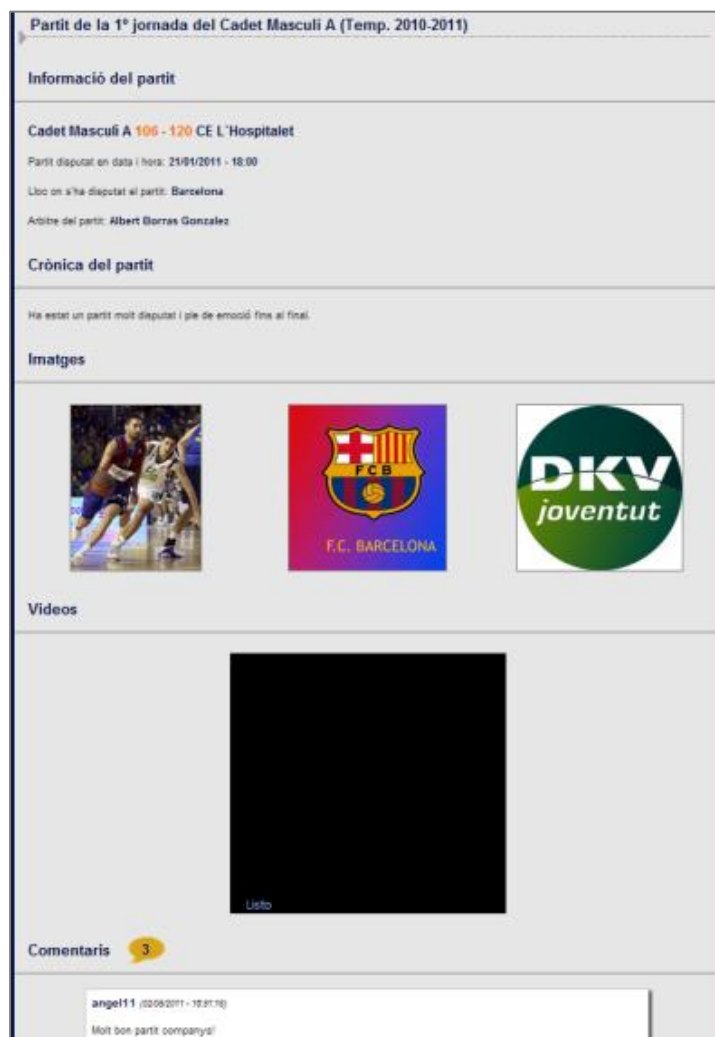 Partit de la 1º jornada del Cadet Masculi A (Temp. 2010-2011)
Informació del partit
Cadet Masculi A 106 - 120 CE L´Hospitalet
Partit disputat en data i hora: 21/01/2011 - 18:00
Lloc on s'ha disputat el partit: Barcelona
Arbitre del partit: Albert Borras Gonzalez
Crònica del partit
Ha estat un partit molt disputat i ple de emoció fins al final.
Imatges
FCB
F.C. BARCELONA
DKV
joventut
Videos
Listo
Comentaris 3
angel11
Molt bon partit companys!